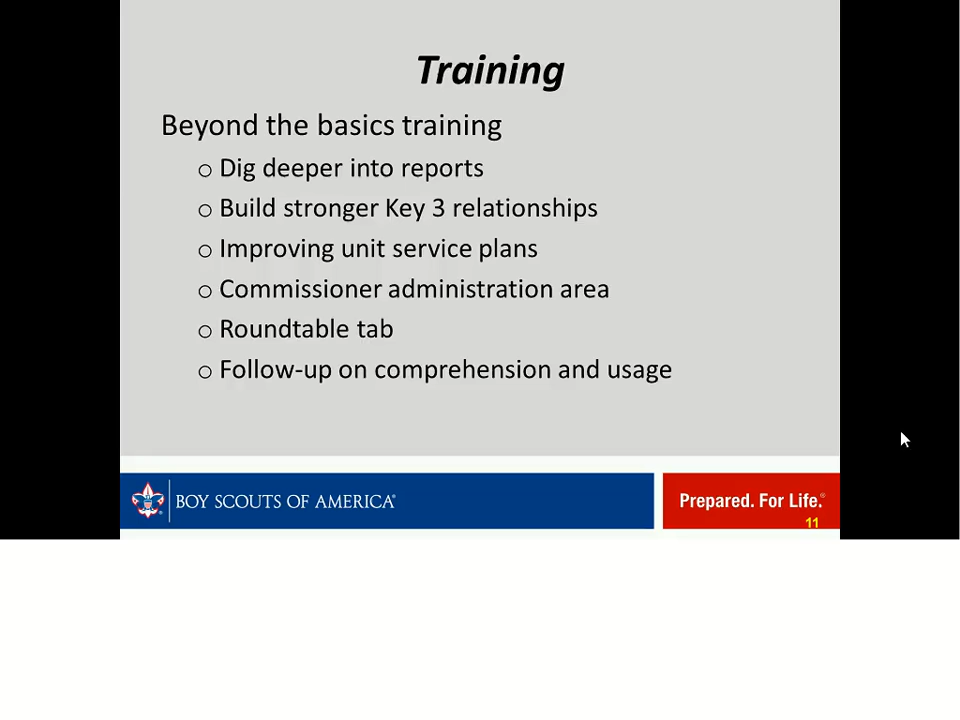 Training
Beyond the basics training
o Dig deeper into reports
o Build stronger Key 3 relationships
o Improving unit service plans
o Commissioner administration area
o Roundtable tab
o Follow-up on comprehension and usage
BOY SCOUTS OF AMERICA®
Prepared. For Life.®
11